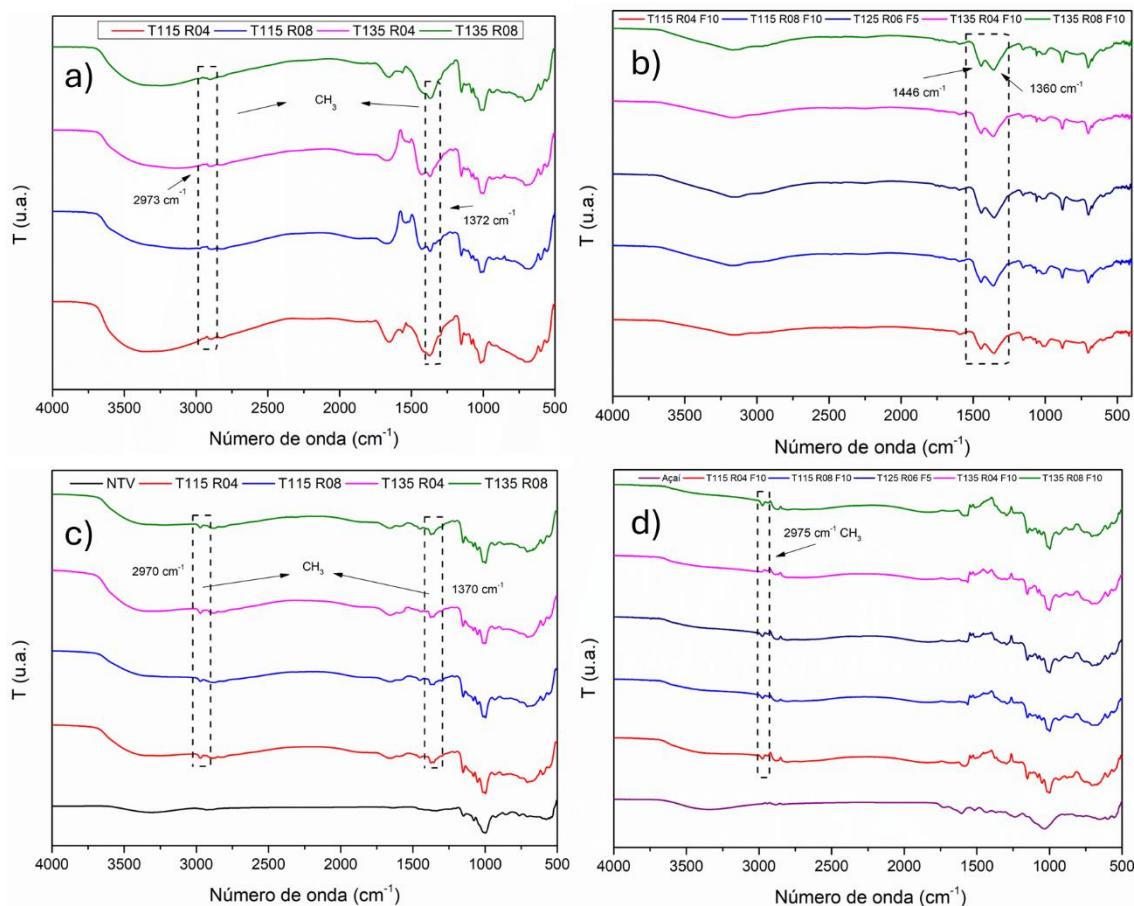 a)
T115 R04 T115 R08 T135 R04 T135 R08
CH₃
2973 cm⁻¹
1372 cm⁻¹
T (u.a.)
4000 3500 3000 2500 2000 1500 1000 500
Número de onda (cm⁻¹)
b)
T115 R04 F10 T115 R08 F10 T125 R06 F5 T135 R04 F10 T135 R08 F10
1446 cm⁻¹
1360 cm⁻¹
T (u.a.)
4000 3500 3000 2500 2000 1500 1000 500
Número de onda (cm⁻¹)
c)
NTV T115 R04 T115 R08 T135 R04 T135 R08
2970 cm⁻¹
CH₃
1370 cm⁻¹
T (u.a.)
4000 3500 3000 2500 2000 1500 1000 500
Número de onda (cm⁻¹)
d)
Açaí T115 R04 F10 T115 R08 F10 T125 R06 F5 T135 R04 F10 T135 R08 F10
2975 cm⁻¹ CH₃
T (u.a.)
4000 3500 3000 2500 2000 1500 1000 500
Número de onda (cm⁻¹)